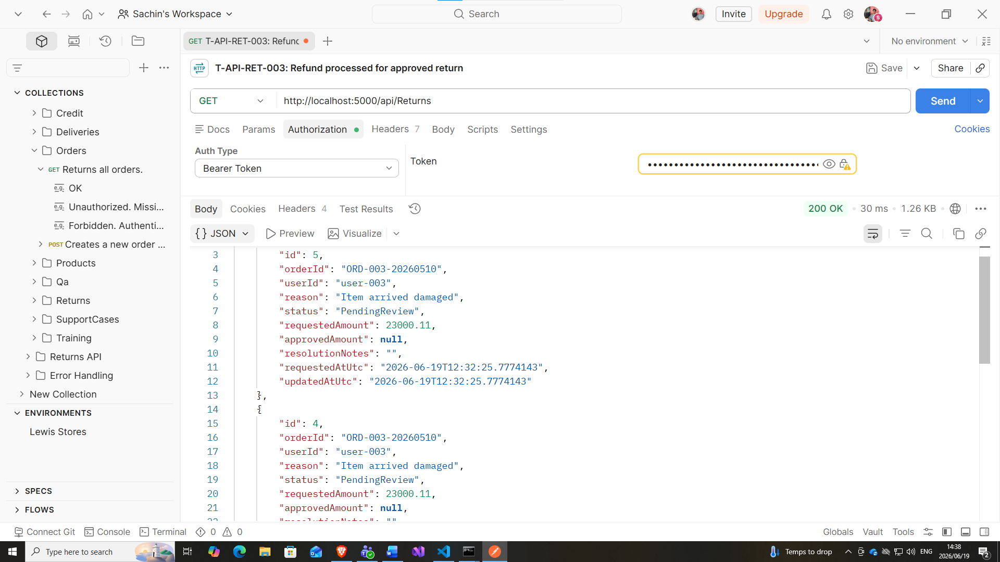 Sachin's Workspace
Search
Invite
Upgrade
S
GET T-API-RET-003: Refunc
No environment
HTTP
T-API-RET-003: Refund processed for approved return
Save
Share
COLLECTIONS
Credit
Deliveries
Orders
GET Returns all orders.
e.g. OK
e.g. Unauthorized. Missi...
e.g. Forbidden. Authenti...
POST Creates a new order ...
Products
Qa
Returns
SupportCases
Training
Returns API
Error Handling
New Collection
ENVIRONMENTS
Lewis Stores
SPECS
FLOWS
GET
http://localhost:5000/api/Returns
Send
Docs
Params
Authorization
Headers 7
Body
Scripts
Settings
Cookies
Auth Type
Bearer Token
Token
Body
Cookies
Headers 4
Test Results
200 OK
30 ms
1.26 KB
{} JSON
Preview
Visualize
3 "id": 5,
4 "orderId": "ORD-003-20260510",
5 "userId": "user-003",
6 "reason": "Item arrived damaged",
7 "status": "PendingReview",
8 "requestedAmount": 23000.11,
9 "approvedAmount": null,
10 "resolutionNotes": "",
11 "requestedAtUtc": "2026-06-19T12:32:25.7774143",
12 "updatedAtUtc": "2026-06-19T12:32:25.7774143"
13 },
14 {
15 "id": 4,
16 "orderId": "ORD-003-20260510",
17 "userId": "user-003",
18 "reason": "Item arrived damaged",
19 "status": "PendingReview",
20 "requestedAmount": 23000.11,
21 "approvedAmount": null,
22 "resolutionNotes": ""
Connect Git
Console
Terminal
0
0
Globals
Vault
Tools
Type here to search
Temps to drop
ENG
14:38
2026/06/19
2